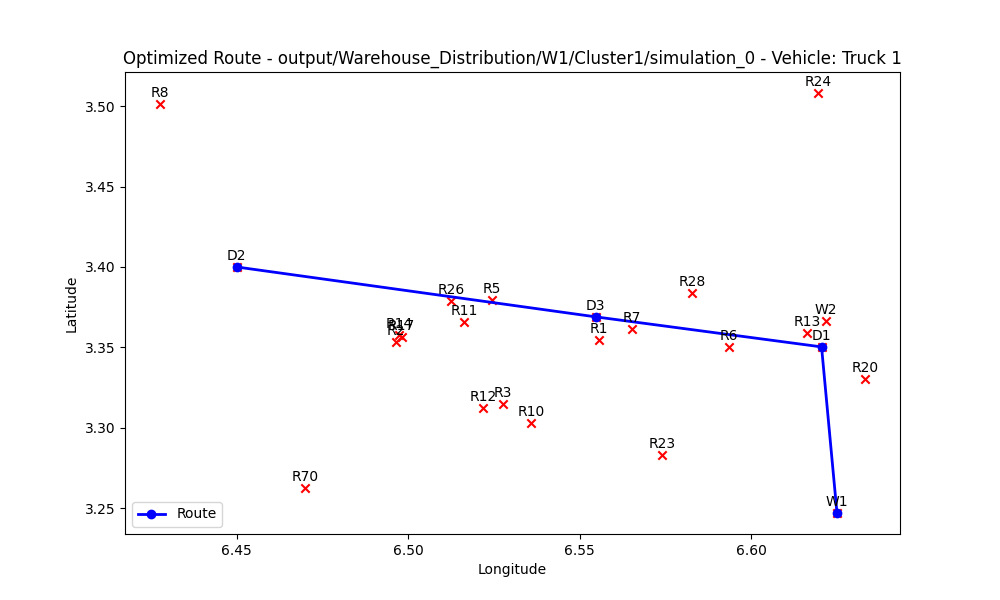 Optimized Route - output/Warehouse_Distribution/W1/Cluster1/simulation_0 - Vehicle: Truck 1
R8
R24
3.50
3.45
D2
3.40
R26
R5
R28
R11
D3
W2
R7
R13
R14
R17
R2
R1
R6
D1
3.35
R20
R12
R3
R10
3.30
R23
R70
3.25
W1
Route
6.45
6.50
6.55
6.60
Longitude
Latitude